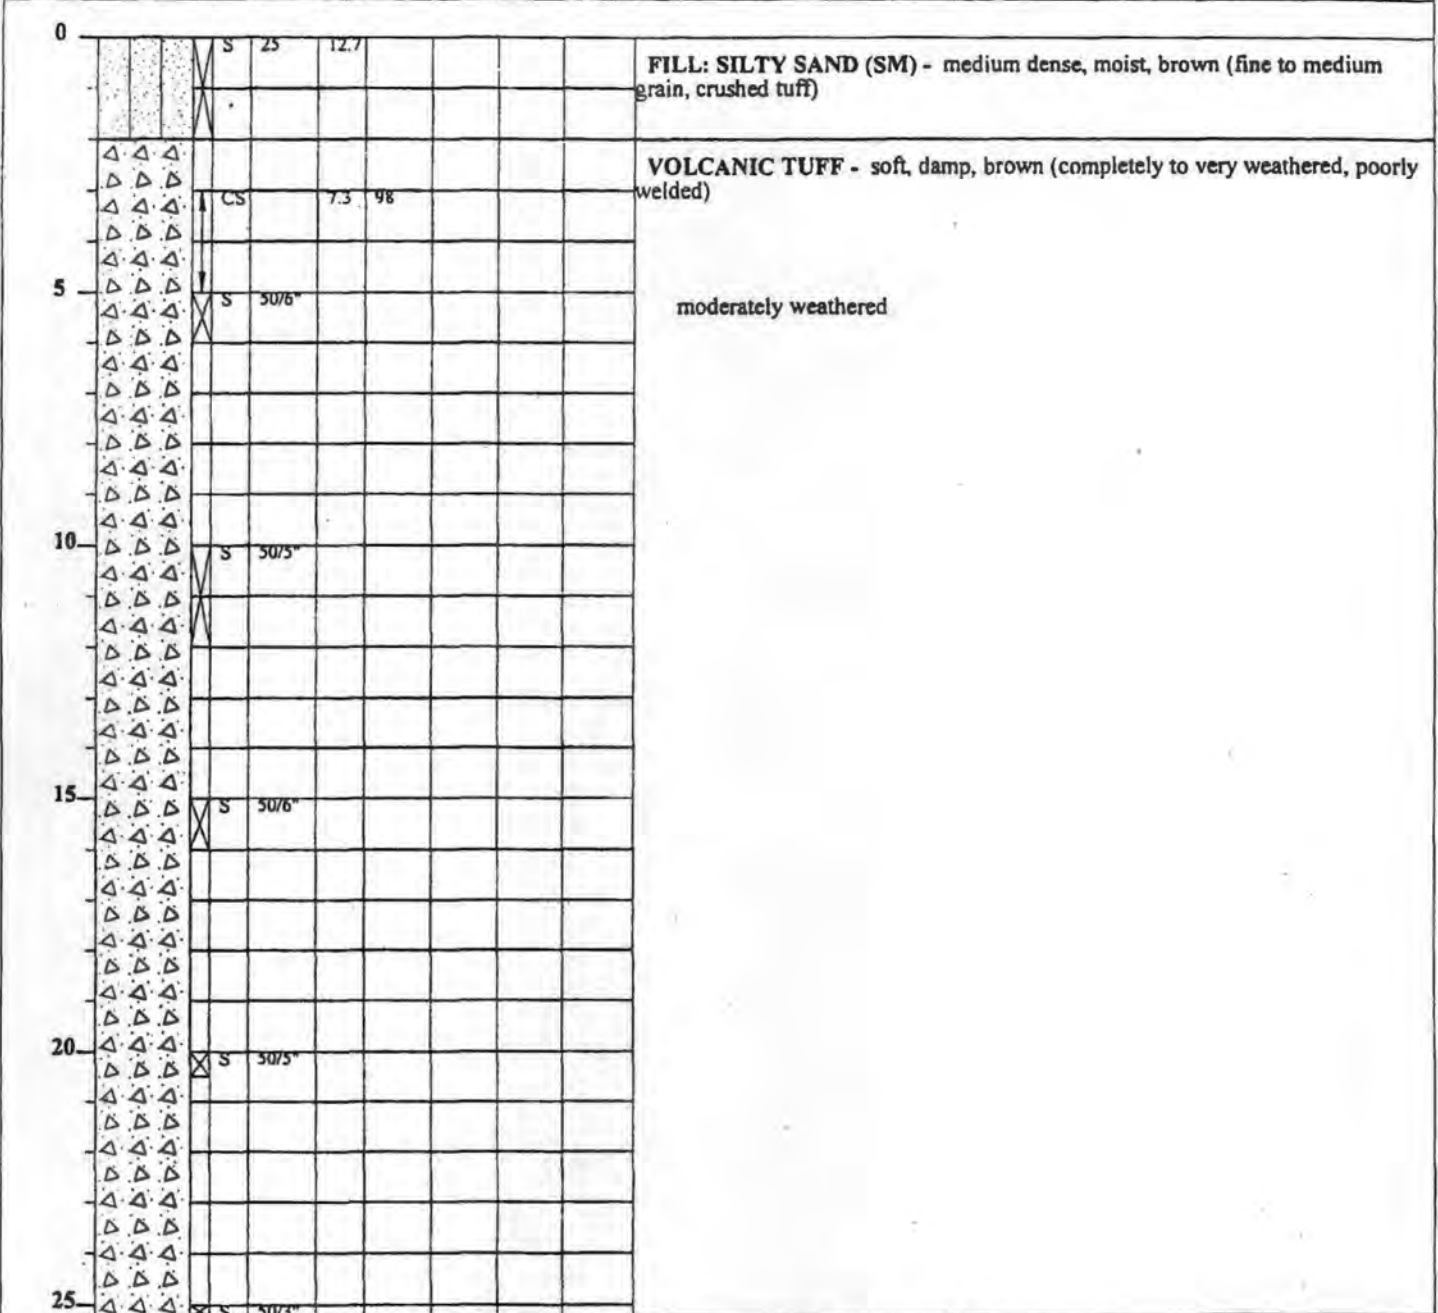 0 S 25 12.7
FILL: SILTY SAND (SM) - medium dense, moist, brown (fine to medium
grain, crushed tuff)
VOLCANIC TUFF - soft, damp, brown (completely to very weathered, poorly
welded)
CS 7.3 98
5 S 50/6"
moderately weathered
10 S 50/5"
15 S 50/6"
20 S 50/5"
25 S 50/3"